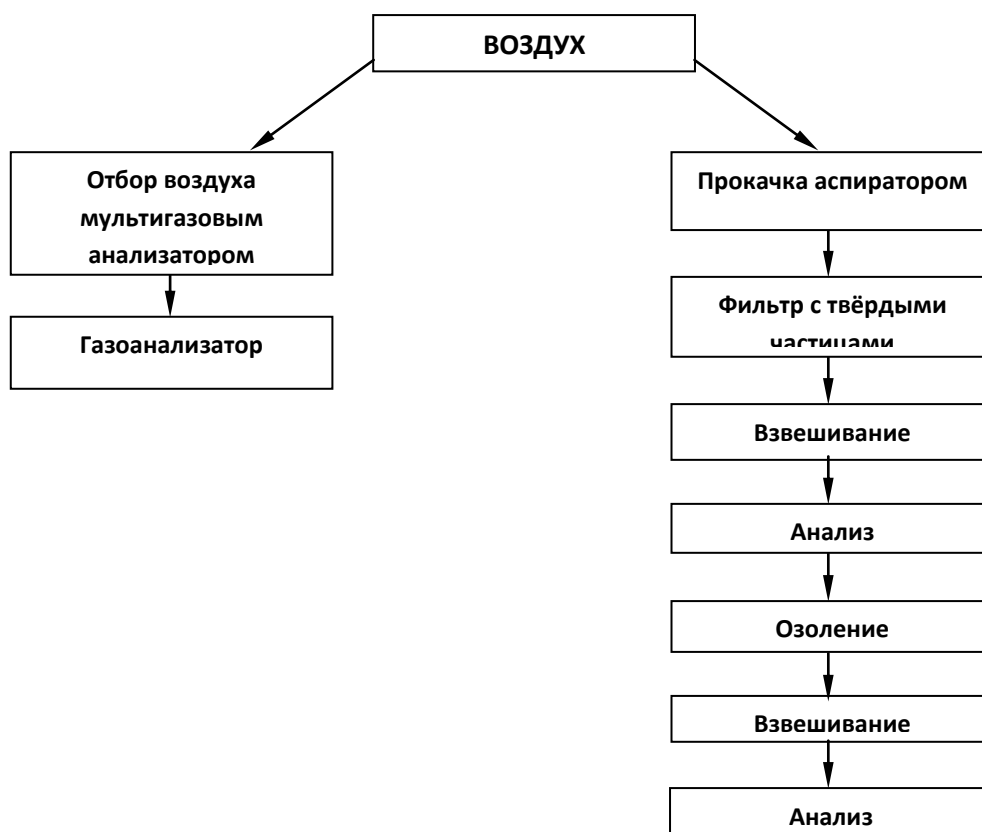 ВОЗДУХ
Отбор воздуха
мультигазовым
анализатором
Газоанализатор
Прокачка аспиратором
Фильтр с твёрдыми
частицами
Взвешивание
Анализ
Озоление
Взвешивание
Анализ